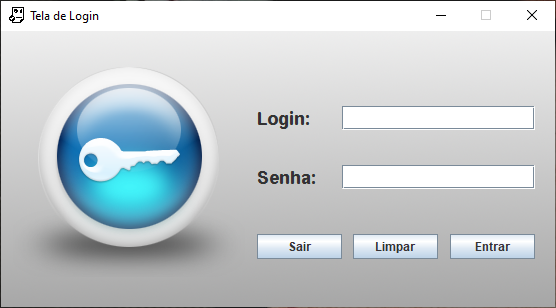 Tela de Login
Login:
Senha:
Sair Limpar Entrar